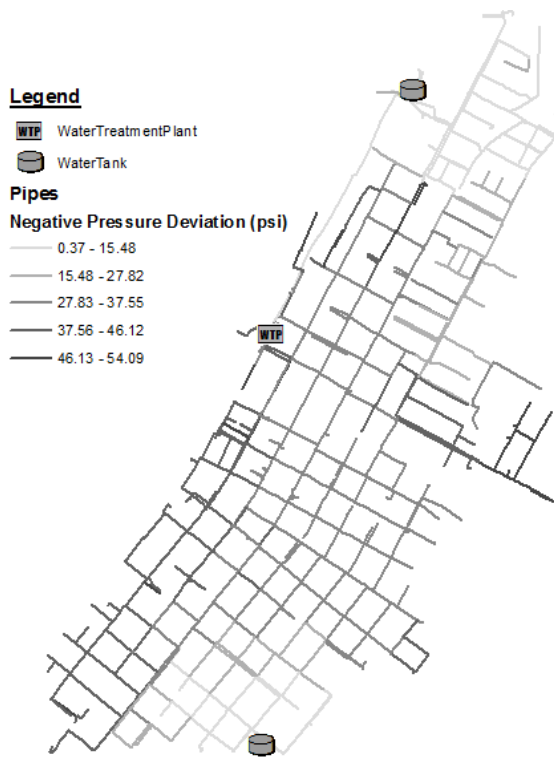 Legend
WTP WaterTreatmentPlant
WaterTank
Pipes
Negative Pressure Deviation (psi)
0.37 - 15.48
15.48 - 27.82
27.83 - 37.55
37.56 - 46.12
46.13 - 54.09
WTP